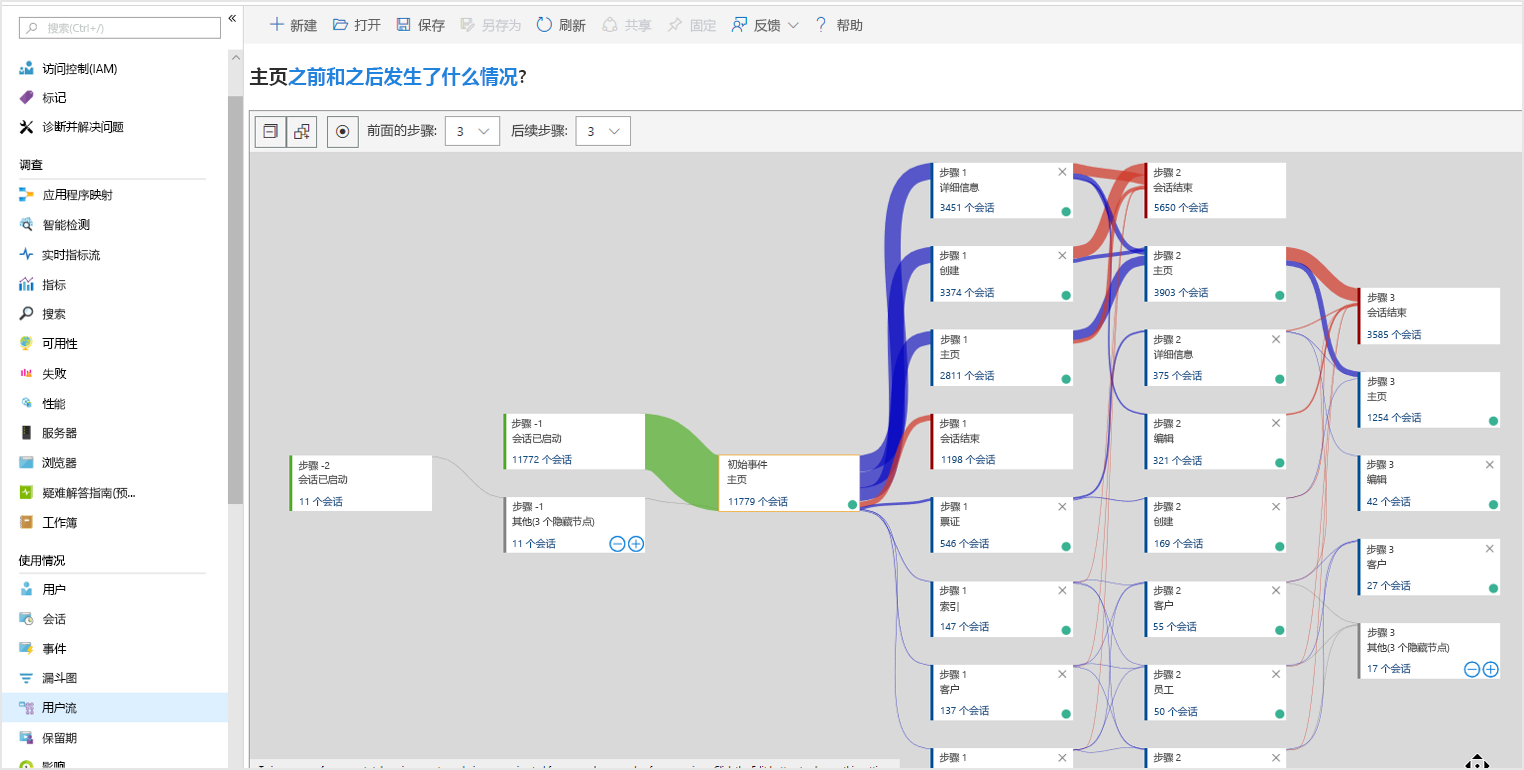 搜索(Ctrl+/)
«
访问控制(IAM)
标记
诊断并解决问题
调查
应用程序映射
智能检测
实时指标流
指标
搜索
可用性
失败
性能
服务器
浏览器
疑难解答指南(预...
工作簿
使用情况
用户
会话
事件
漏斗图
用户流
保留期
影响
新建 打开 保存 另存为 刷新 共享 固定 反馈 ? 帮助
主页之前和之后发生了什么情况?
前面的步骤: 3 后续步骤: 3
步骤 -2
会话已启动
11 个会话
步骤 -1
会话已启动
11772 个会话
步骤 -1
其他(3 个隐藏节点)
11 个会话
初始事件
主页
11779 个会话
步骤 1
详细信息
3451 个会话
步骤 1
创建
3374 个会话
步骤 1
主页
2811 个会话
步骤 1
会话结束
1198 个会话
步骤 1
票证
546 个会话
步骤 1
索引
147 个会话
步骤 1
客户
137 个会话
步骤 1
步骤 2
会话结束
5650 个会话
步骤 2
主页
3903 个会话
步骤 2
详细信息
375 个会话
步骤 2
编辑
321 个会话
步骤 2
创建
169 个会话
步骤 2
客户
55 个会话
步骤 2
员工
50 个会话
步骤 2
步骤 3
会话结束
3585 个会话
步骤 3
主页
1254 个会话
步骤 3
编辑
42 个会话
步骤 3
客户
27 个会话
步骤 3
其他(3 个隐藏节点)
17 个会话